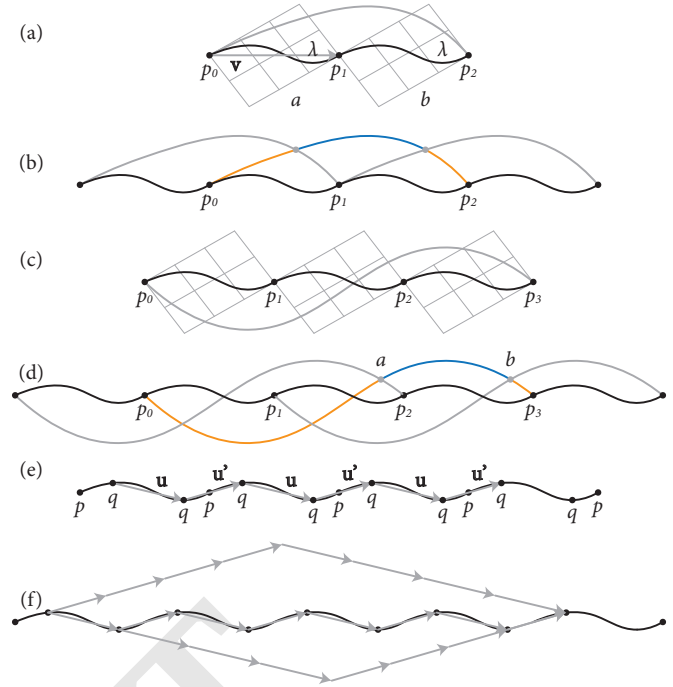 (a)
λ λ
p0 v p1 p2
a b
(b)
p0 p1 p2
(c)
p0 p1 p2 p3
(d)
a b
p0 p1 p2 p3
(e)
u u' u u' u u'
p q q p q q p q q p q q p
(f)
T